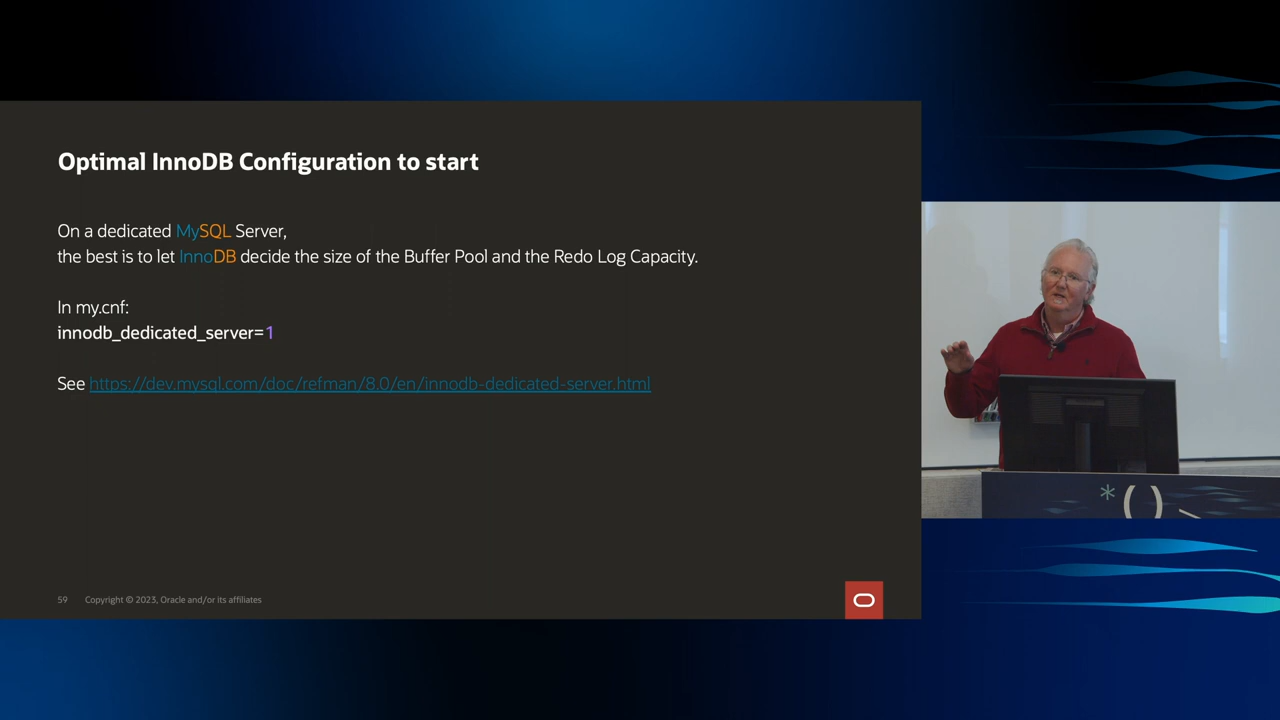 Optimal InnoDB Configuration to start
On a dedicated MySQL Server,
the best is to let InnoDB decide the size of the Buffer Pool and the Redo Log Capacity.
In my.cnf:
innodb_dedicated_server=1
See https://dev.mysql.com/doc/refman/8.0/en/innodb-dedicated-server.html
59 Copyright © 2023, Oracle and/or its affiliates
*()